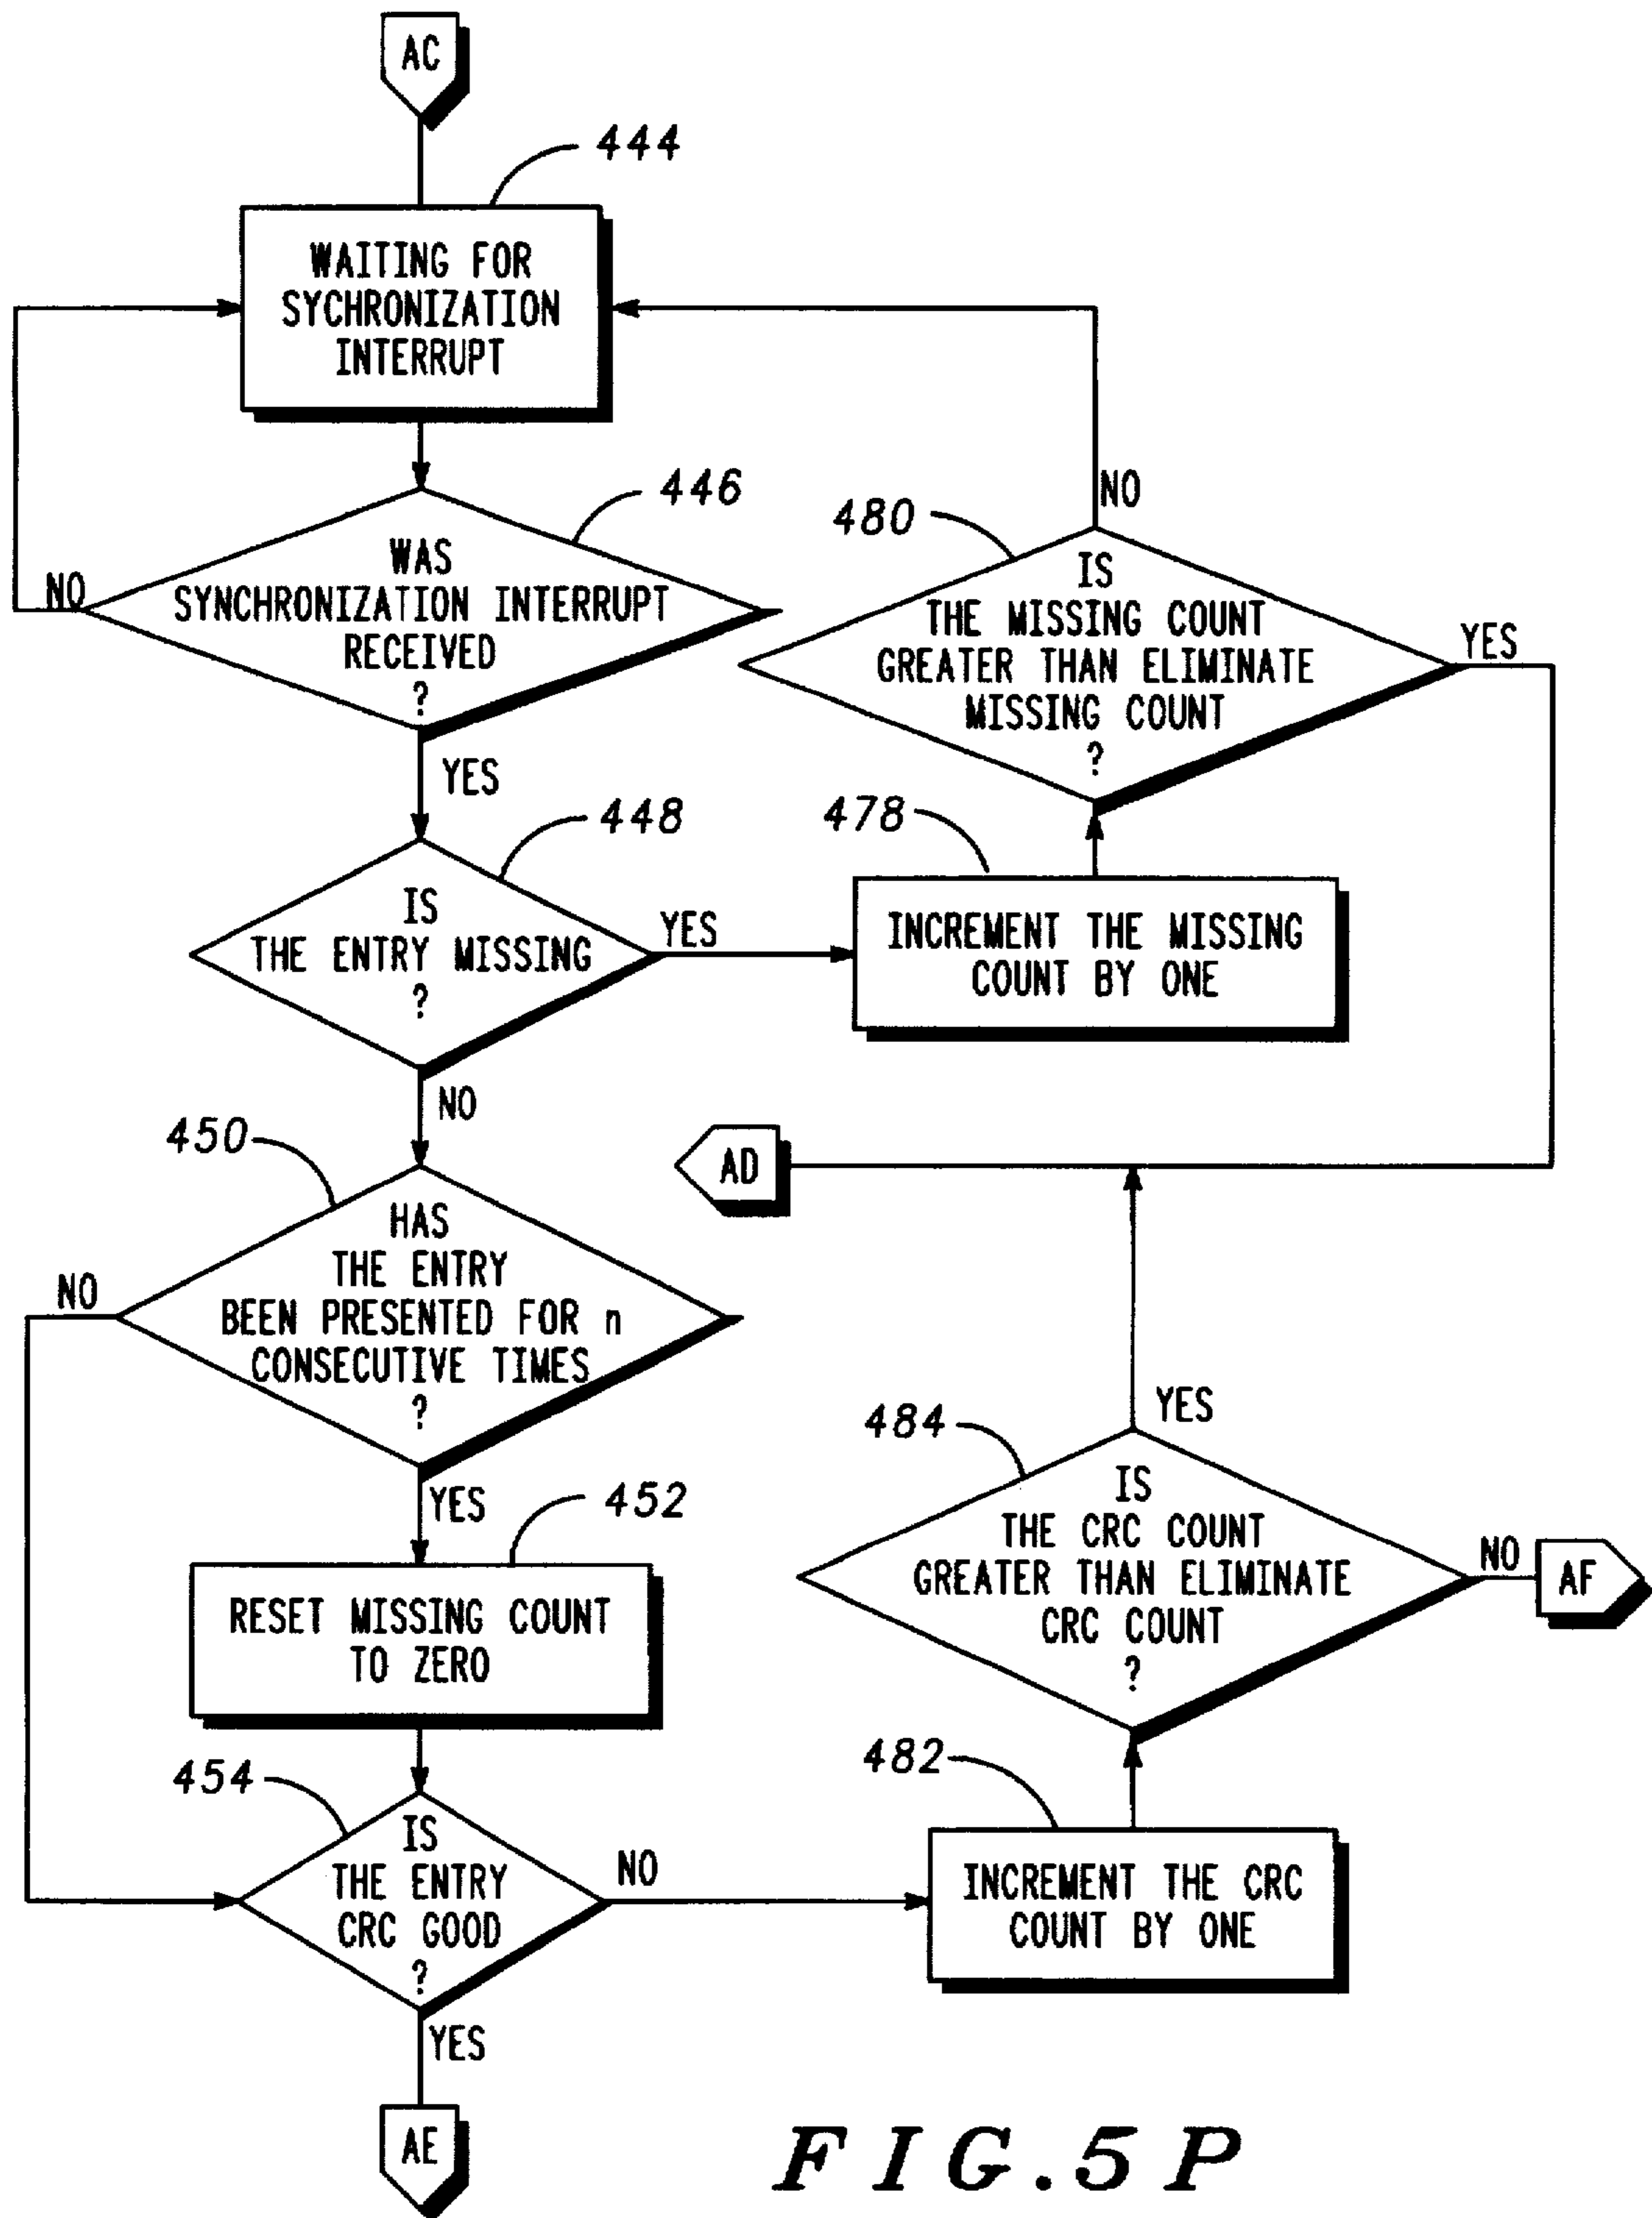 AC
444
WAITING FOR
SYCHRONIZATION
INTERRUPT
446
WAS
SYNCHRONIZATION INTERRUPT
RECEIVED
?
NO
YES
480
IS
THE MISSING COUNT
GREATER THAN ELIMINATE
MISSING COUNT
?
NO
YES
448
IS
THE ENTRY MISSING
?
YES
NO
478
INCREMENT THE MISSING
COUNT BY ONE
AD
450
HAS
THE ENTRY
BEEN PRESENTED FOR n
CONSECUTIVE TIMES
?
NO
YES
452
RESET MISSING COUNT
TO ZERO
484
IS
THE CRC COUNT
GREATER THAN ELIMINATE
CRC COUNT
?
YES
NO
AF
454
IS
THE ENTRY
CRC GOOD
?
NO
YES
482
INCREMENT THE CRC
COUNT BY ONE
AE
FIG.5P